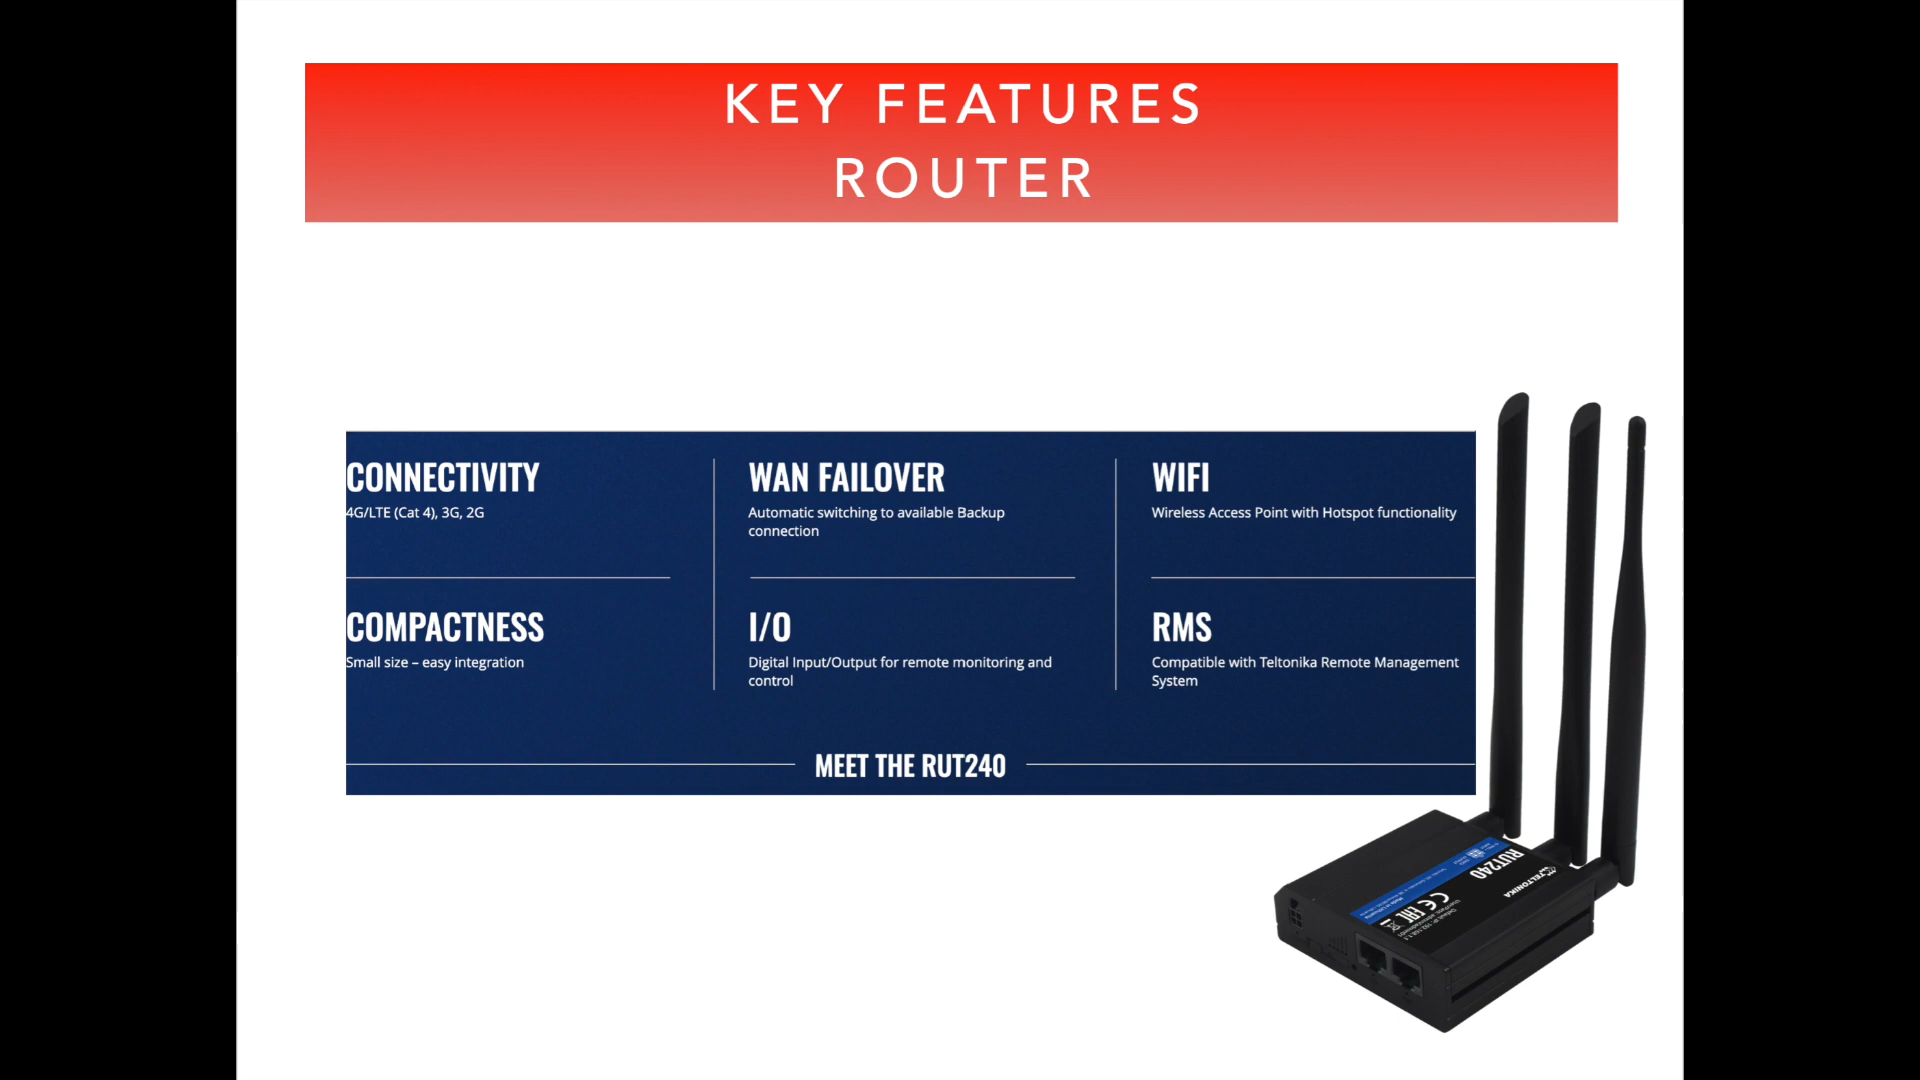 KEY FEATURES
ROUTER
CONNECTIVITY
4G/LTE (Cat 4), 3G, 2G
WAN FAILOVER
Automatic switching to available Backup
connection
WIFI
Wireless Access Point with Hotspot functionality
COMPACTNESS
Small size – easy integration
I/O
Digital Input/Output for remote monitoring and
control
RMS
Compatible with Teltonika Remote Management
System
MEET THE RUT240
RUT240
TELTONIKA